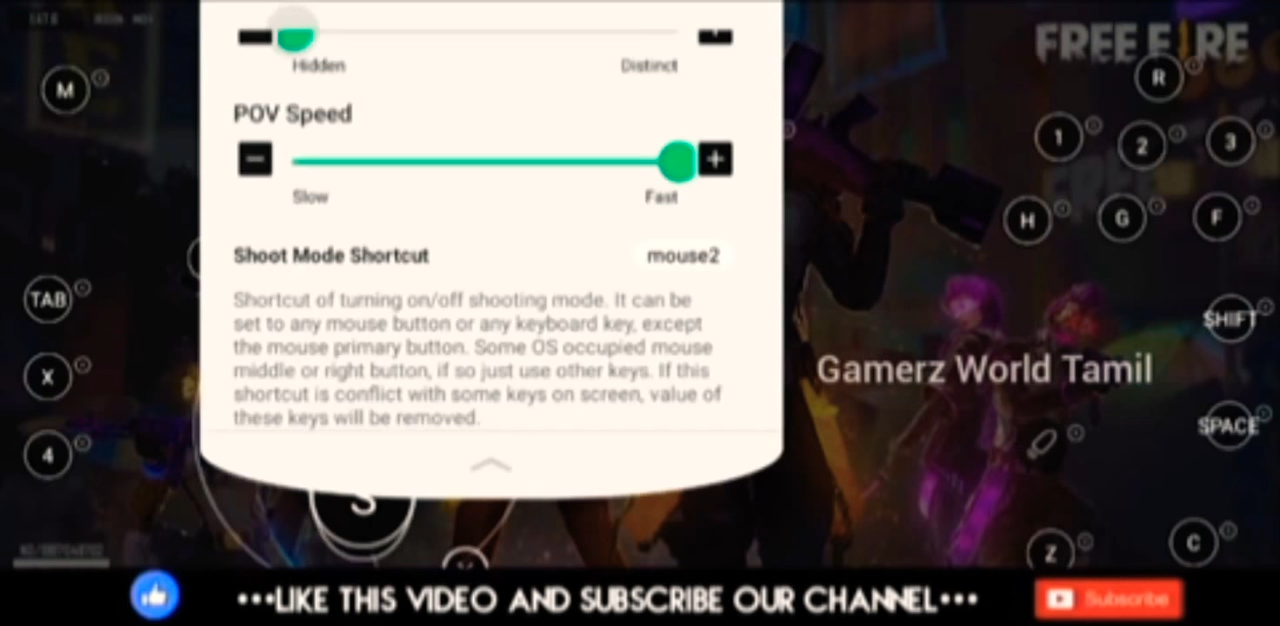 FREE FIRE
Hidden
Distinct
M
R
POV Speed
1
2
3
Slow
Fast
H
G
F
Shoot Mode Shortcut
mouse2
TAB
Shortcut of turning on/off shooting mode. It can be
set to any mouse button or any keyboard key, except
the mouse primary button. Some OS occupied mouse
middle or right button, if so just use other keys. If this
shortcut is conflict with some keys on screen, value of
these keys will be removed.
SHIFT
X
Gamerz World Tamil
SPACE
4
S
Z
C
•••LIKE THIS VIDEO AND SUBSCRIBE OUR CHANNEL•••
Subscribe